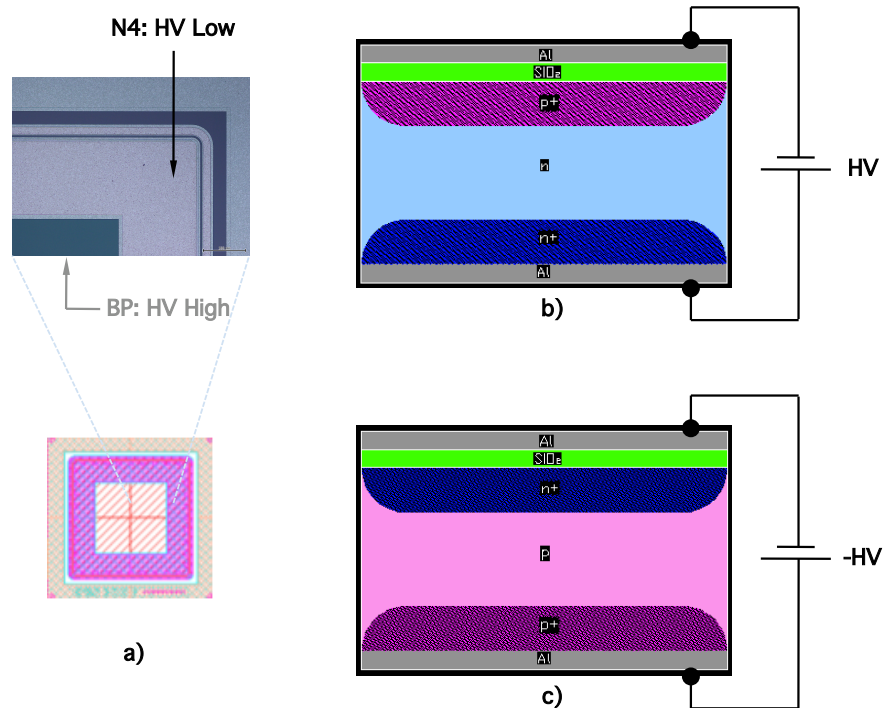 N4: HV Low
BP: HV High
a)
Al
SiO₂
p+
n
n+
Al
HV
b)
Al
SiO₂
n+
p
p+
Al
-HV
c)